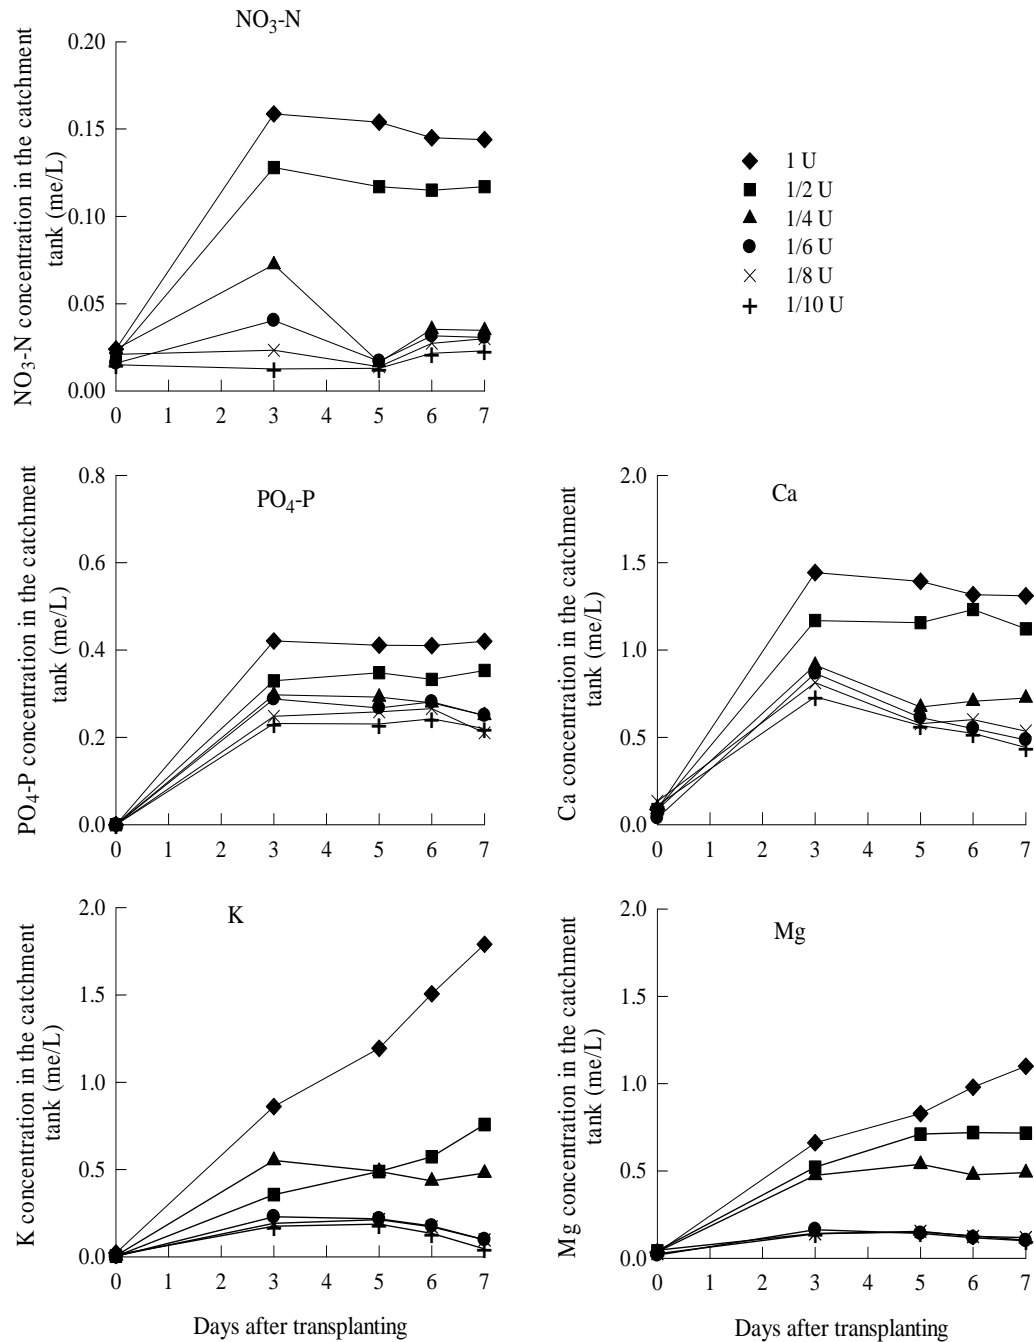 NO3-N
NO3-N concentration in the catchment
tank (me/L)
0.20
0.15
0.10
0.05
0.00
0 1 2 3 4 5 6 7
1 U
1/2 U
1/4 U
1/6 U
1/8 U
1/10 U
PO4-P
PO4-P concentration in the catchment
tank (me/L)
0.8
0.6
0.4
0.2
0.0
0 1 2 3 4 5 6 7
Ca
Ca concentration in the catchment
tank (me/L)
2.0
1.5
1.0
0.5
0.0
0 1 2 3 4 5 6 7
K
K concentration in the catchment
tank (me/L)
2.0
1.5
1.0
0.5
0.0
0 1 2 3 4 5 6 7
Days after transplanting
Mg
Mg concentration in the catchment
tank (me/L)
2.0
1.5
1.0
0.5
0.0
0 1 2 3 4 5 6 7
Days after transplanting